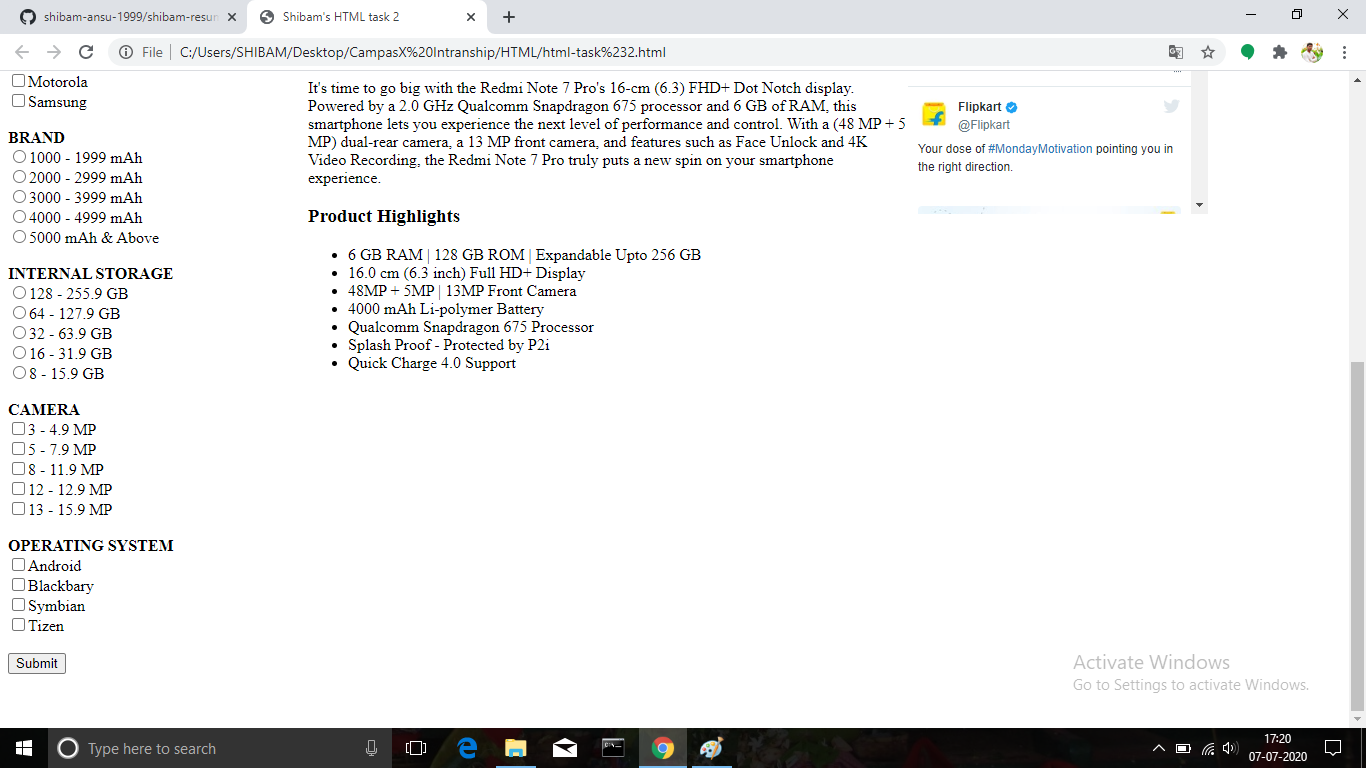 shibam-ansu-1999/shibam-resun
Shibam's HTML task 2
File
C:/Users/SHIBAM/Desktop/CampasX%20Intranship/HTML/html-task%232.html
Motorola
Samsung
BRAND
1000 - 1999 mAh
2000 - 2999 mAh
3000 - 3999 mAh
4000 - 4999 mAh
5000 mAh & Above
INTERNAL STORAGE
128 - 255.9 GB
64 - 127.9 GB
32 - 63.9 GB
16 - 31.9 GB
8 - 15.9 GB
CAMERA
3 - 4.9 MP
5 - 7.9 MP
8 - 11.9 MP
12 - 12.9 MP
13 - 15.9 MP
OPERATING SYSTEM
Android
Blackbary
Symbian
Tizen
Submit
It's time to go big with the Redmi Note 7 Pro's 16-cm (6.3) FHD+ Dot Notch display.
Powered by a 2.0 GHz Qualcomm Snapdragon 675 processor and 6 GB of RAM, this
smartphone lets you experience the next level of performance and control. With a (48 MP + 5
MP) dual-rear camera, a 13 MP front camera, and features such as Face Unlock and 4K
Video Recording, the Redmi Note 7 Pro truly puts a new spin on your smartphone
experience.
Product Highlights
6 GB RAM | 128 GB ROM | Expandable Upto 256 GB
16.0 cm (6.3 inch) Full HD+ Display
48MP + 5MP | 13MP Front Camera
4000 mAh Li-polymer Battery
Qualcomm Snapdragon 675 Processor
Splash Proof - Protected by P2i
Quick Charge 4.0 Support
Flipkart
@Flipkart
Your dose of #MondayMotivation pointing you in
the right direction.
Activate Windows
Go to Settings to activate Windows.
Type here to search
17:20
07-07-2020